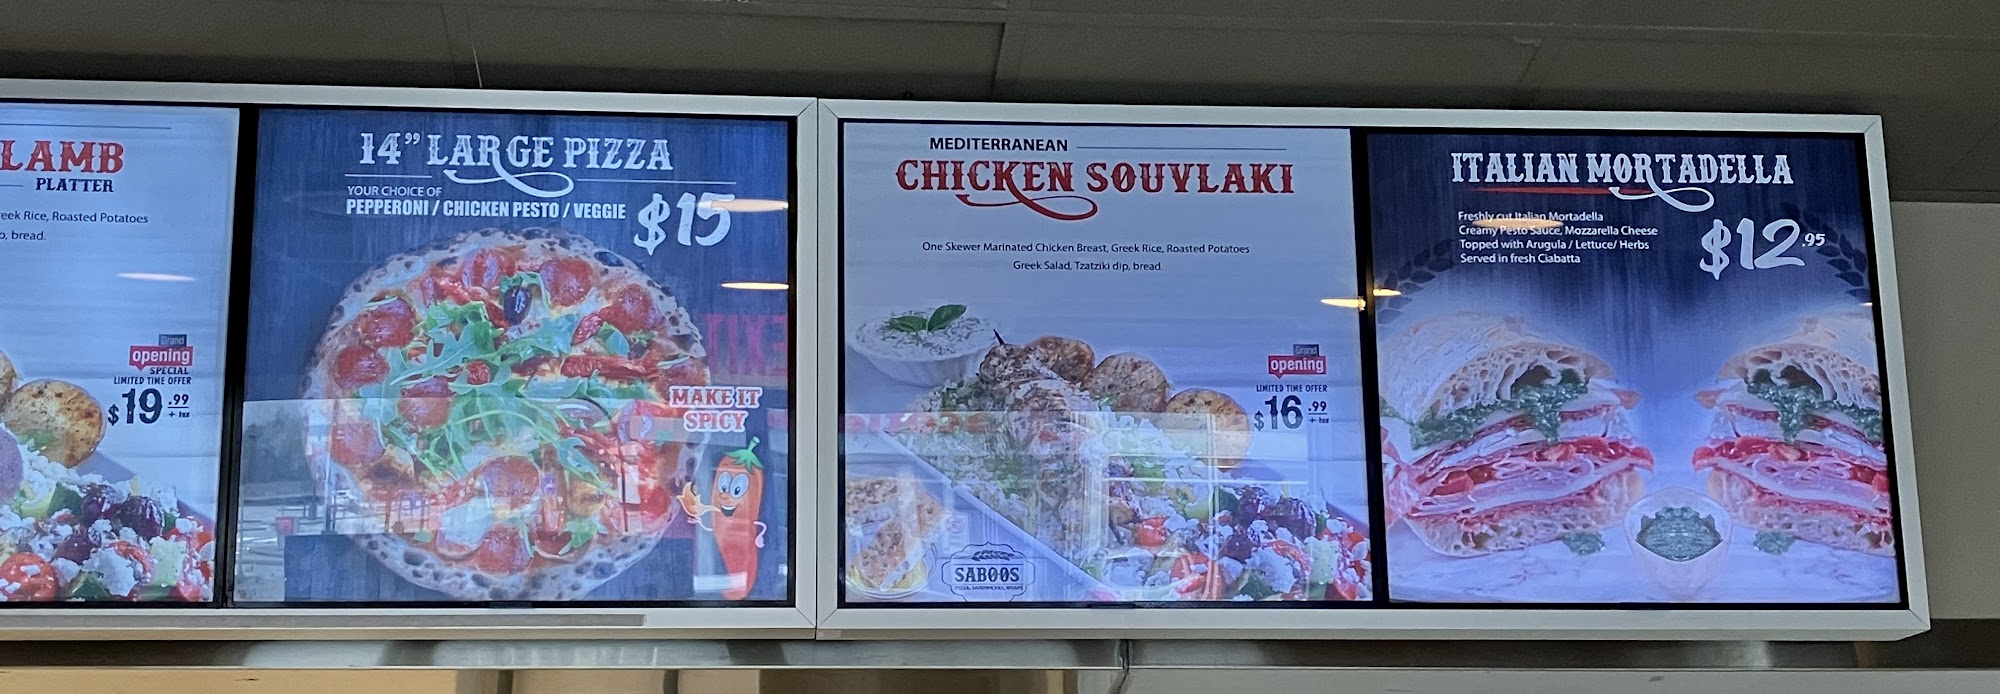 LAMB
PLATTER
reek Rice, Roasted Potatoes
p, bread.
Grand
opening
SPECIAL
LIMITED TIME OFFER
$19.99
+ tax
14” LARGE PIZZA
YOUR CHOICE OF
PEPPERONI / CHICKEN PESTO / VEGGIE
$15
MAKE IT
SPICY
MEDITERRANEAN
CHICKEN SOUVLAKI
One Skewer Marinated Chicken Breast, Greek Rice, Roasted Potatoes
Greek Salad, Tzatziki dip, bread.
Grand
opening
LIMITED TIME OFFER
$16.99
+ tax
SABOOS
PIZZA, SANDWICHES, WRAPS
ITALIAN MORTADELLA
Freshly cut Italian Mortadella
Creamy Pesto Sauce, Mozzarella Cheese
Topped with Arugula / Lettuce/ Herbs
Served in fresh Ciabatta
$12.95